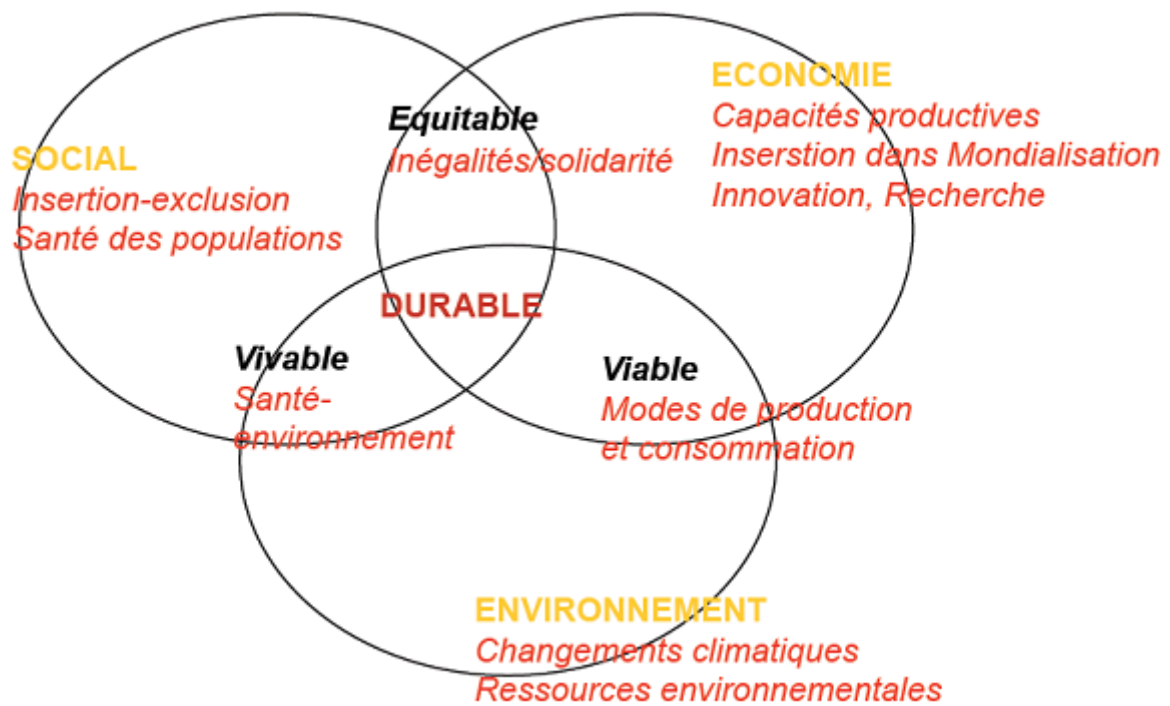 ECONOMIE
Capacités productives
Inserstion dans Mondialisation
Innovation, Recherche
Equitable
Inégalités/solidarité
SOCIAL
Insertion-exclusion
Santé des populations
DURABLE
Vivable
Santé-
environnement
Viable
Modes de production
et consommation
ENVIRONNEMENT
Changements climatiques
Ressources environnementales